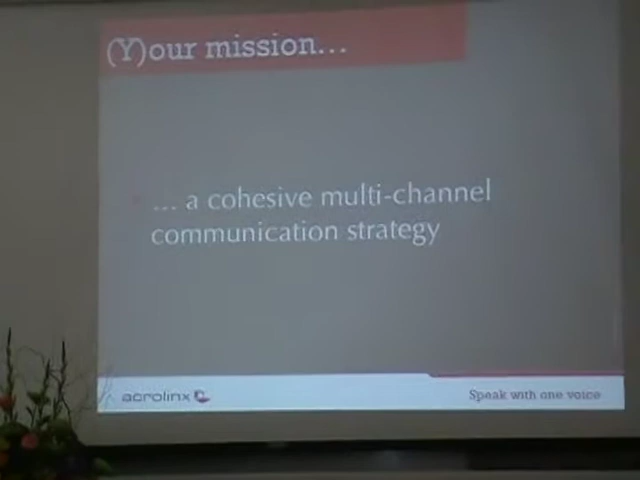 (Y)our mission...
... a cohesive multi-channel
communication strategy
acrolinx
Speak with one voice